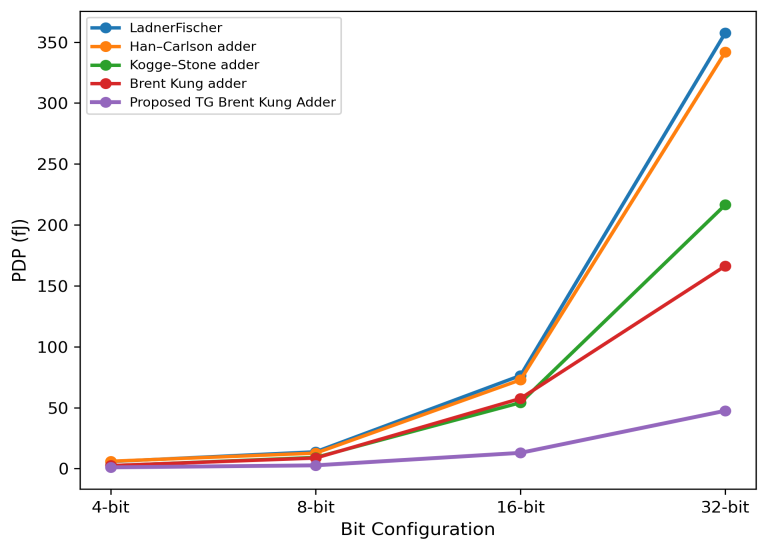 LadnerFischer
Han–Carlson adder
Kogge–Stone adder
Brent Kung adder
Proposed TG Brent Kung Adder
350
300
250
200
150
100
50
0
PDP (fJ)
4-bit 8-bit 16-bit 32-bit
Bit Configuration